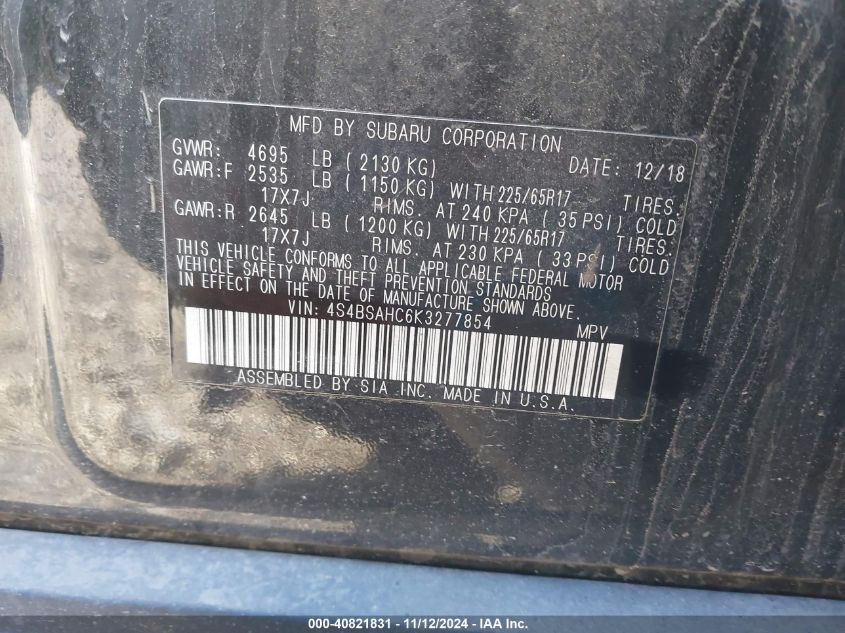 MFD BY SUBARU CORPORATION
GVWR: 4695 LB ( 2130 KG) DATE: 12/18
GAWR:F 2535 LB ( 1150 KG) WITH 225/65R17 TIRES.
17X7J RIMS. AT 240 KPA ( 35 PSI) COLD
GAWR:R 2645 LB ( 1200 KG) WITH 225/65R17 TIRES.
17X7J RIMS. AT 230 KPA ( 33 PSI) COLD
THIS VEHICLE CONFORMS TO ALL APPLICABLE FEDERAL MOTOR
VEHICLE SAFETY AND THEFT PREVENTION STANDARDS
IN EFFECT ON THE DATE OF MANUFACTURE SHOWN ABOVE.
VIN: 4S4BSAHC6K3277854 MPV
ASSEMBLED BY SIA INC. MADE IN U.S.A.
000-40821831 - 11/12/2024 - IAA Inc.